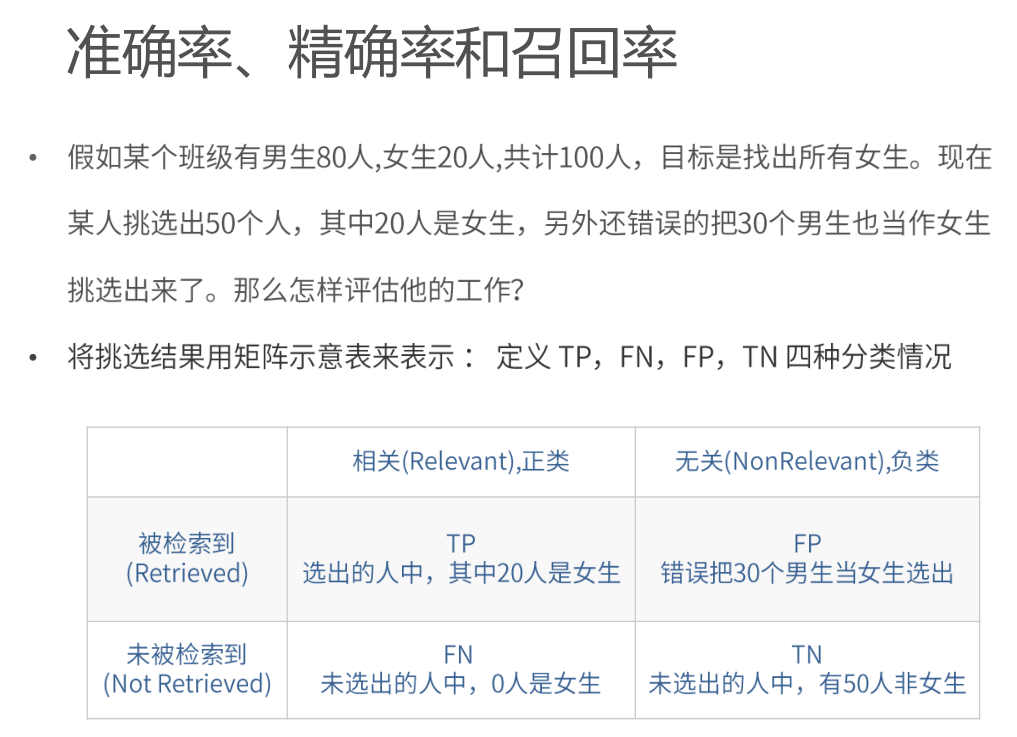 准确率、精确率和召回率
• 假如某个班级有男生80人,女生20人,共计100人，目标是找出所有女生。现在
某人挑选出50个人，其中20人是女生，另外还错误的把30个男生也当作女生
挑选出来了。那么怎样评估他的工作?
• 将挑选结果用矩阵示意表来表示： 定义 TP，FN，FP，TN 四种分类情况
相关(Relevant),正类
无关(NonRelevant),负类
被检索到
(Retrieved)
TP
选出的人中，其中20人是女生
FP
错误把30个男生当女生选出
未被检索到
(Not Retrieved)
FN
未选出的人中，0人是女生
TN
未选出的人中，有50人非女生